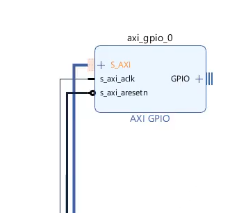 axi_gpio_0
S_AXI
s_axi_aclk
GPIO
s_axi_aresetn
AXI GPIO